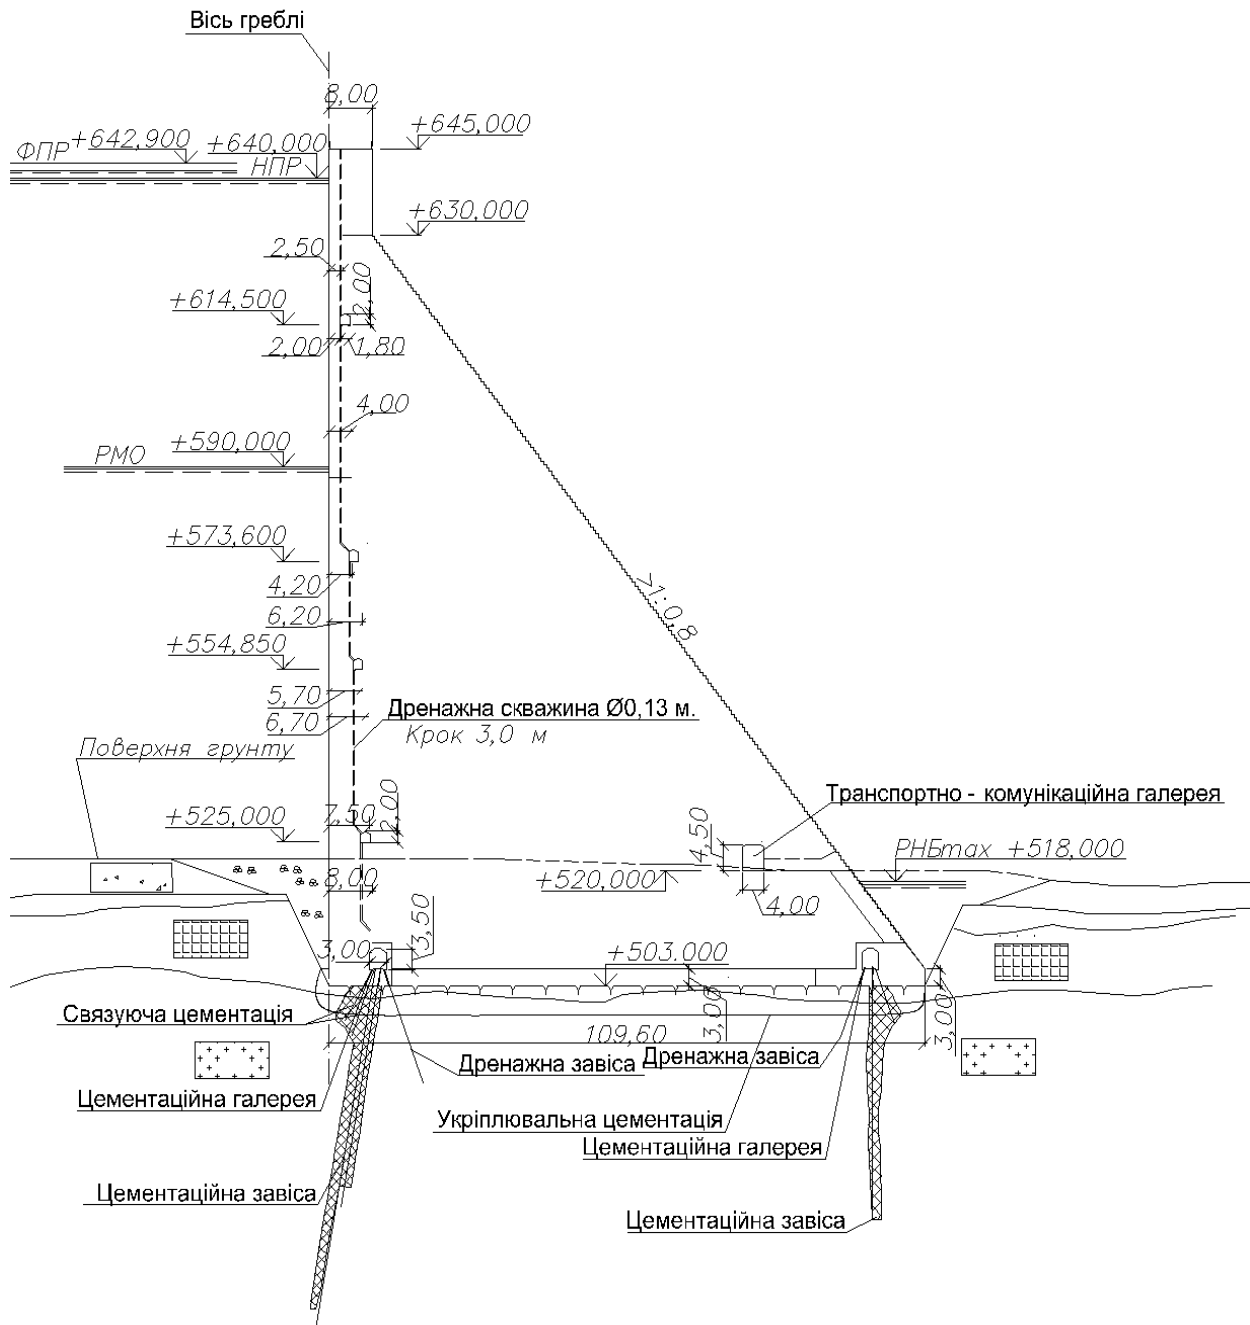 Вісь греблі
8,00
+645,000
ФПР
+642,900
+640,000
НПР
+630,000
2,50
2,00
+614,500
2,00
1,80
4,00
РМО
+590,000
+573,600
4,20
6,20
1:0,8
+554,850
5,70
6,70
Дренажна скважина Ø0,13 м.
Крок 3,0 м
Поверхня грунту
+525,000
7,50
2,00
4,50
Транспортно - комунікаційна галерея
РНБmax +518,000
8,00
+520,000
4,00
3,00
3,50
+503.000
Связуюча цементація
3,00
109,60
3,00
Дренажна завіса
Дренажна завіса
Цементаційна галерея
Укріплювальна цементація
Цементаційна галерея
Цементаційна завіса
Цементаційна завіса